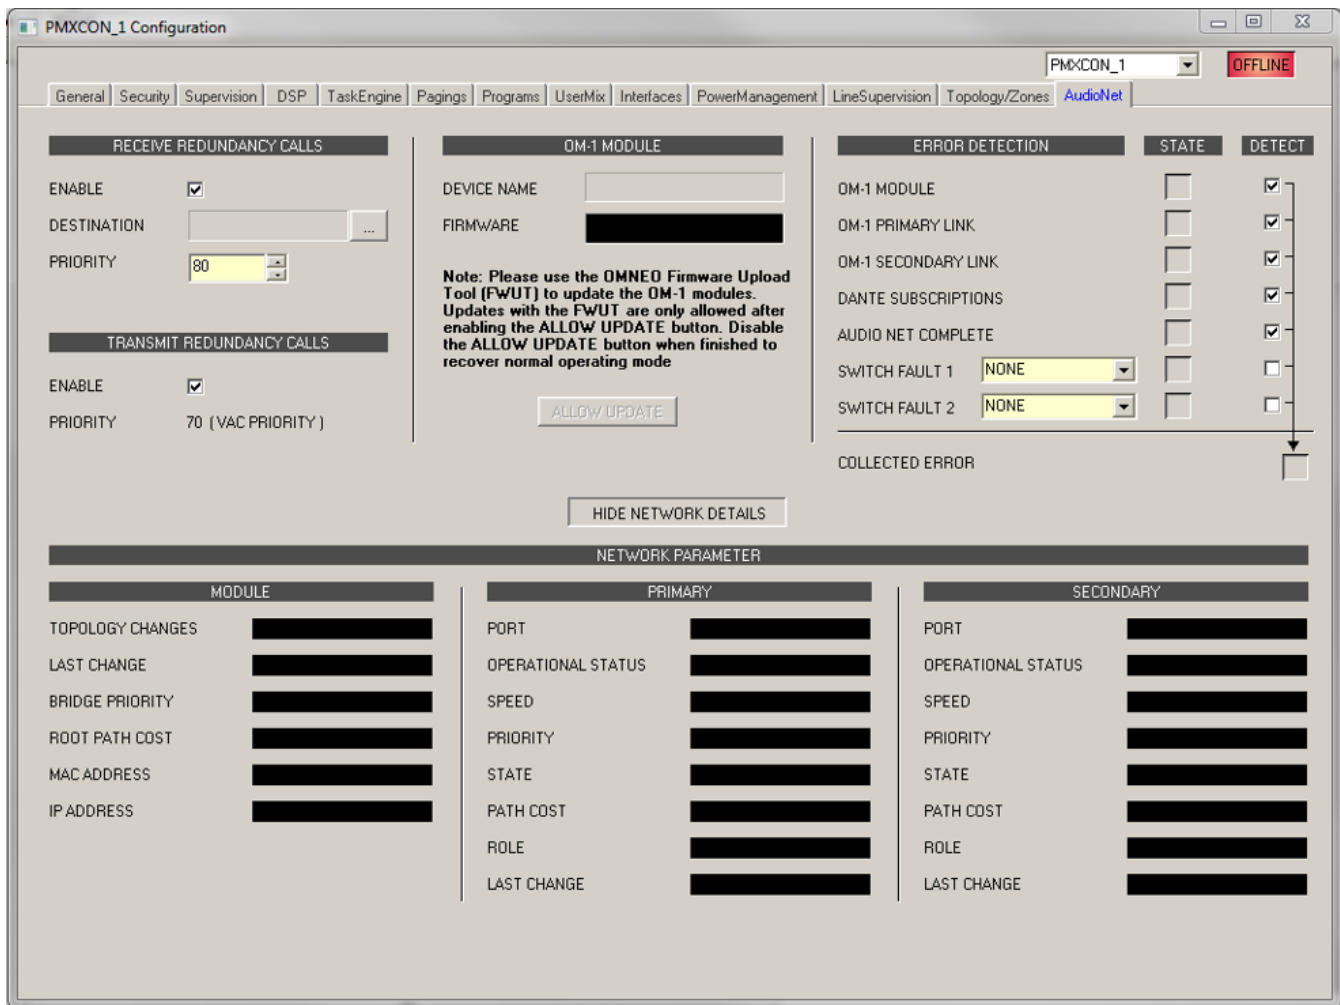 PMXCON_1 Configuration
PMXCON_1
OFFLINE
General Security Supervision DSP TaskEngine Pagings Programs UserMix Interfaces PowerManagement LineSupervision Topology/Zones AudioNet
RECEIVE REDUNDANCY CALLS
ENABLE
DESTINATION
...
PRIORITY
80
TRANSMIT REDUNDANCY CALLS
ENABLE
PRIORITY
70 ( VAC PRIORITY )
OM-1 MODULE
DEVICE NAME
FIRMWARE
Note: Please use the OMNEO Firmware Upload
Tool (FWUT) to update the OM-1 modules.
Updates with the FWUT are only allowed after
enabling the ALLOW UPDATE button. Disable
the ALLOW UPDATE button when finished to
recover normal operating mode
ALLOW UPDATE
ERROR DETECTION
STATE
DETECT
OM-1 MODULE
OM-1 PRIMARY LINK
OM-1 SECONDARY LINK
DANTE SUBSCRIPTIONS
AUDIO NET COMPLETE
SWITCH FAULT 1
NONE
SWITCH FAULT 2
NONE
COLLECTED ERROR
HIDE NETWORK DETAILS
NETWORK PARAMETER
MODULE
TOPOLOGY CHANGES
LAST CHANGE
BRIDGE PRIORITY
ROOT PATH COST
MAC ADDRESS
IP ADDRESS
PRIMARY
PORT
OPERATIONAL STATUS
SPEED
PRIORITY
STATE
PATH COST
ROLE
LAST CHANGE
SECONDARY
PORT
OPERATIONAL STATUS
SPEED
PRIORITY
STATE
PATH COST
ROLE
LAST CHANGE